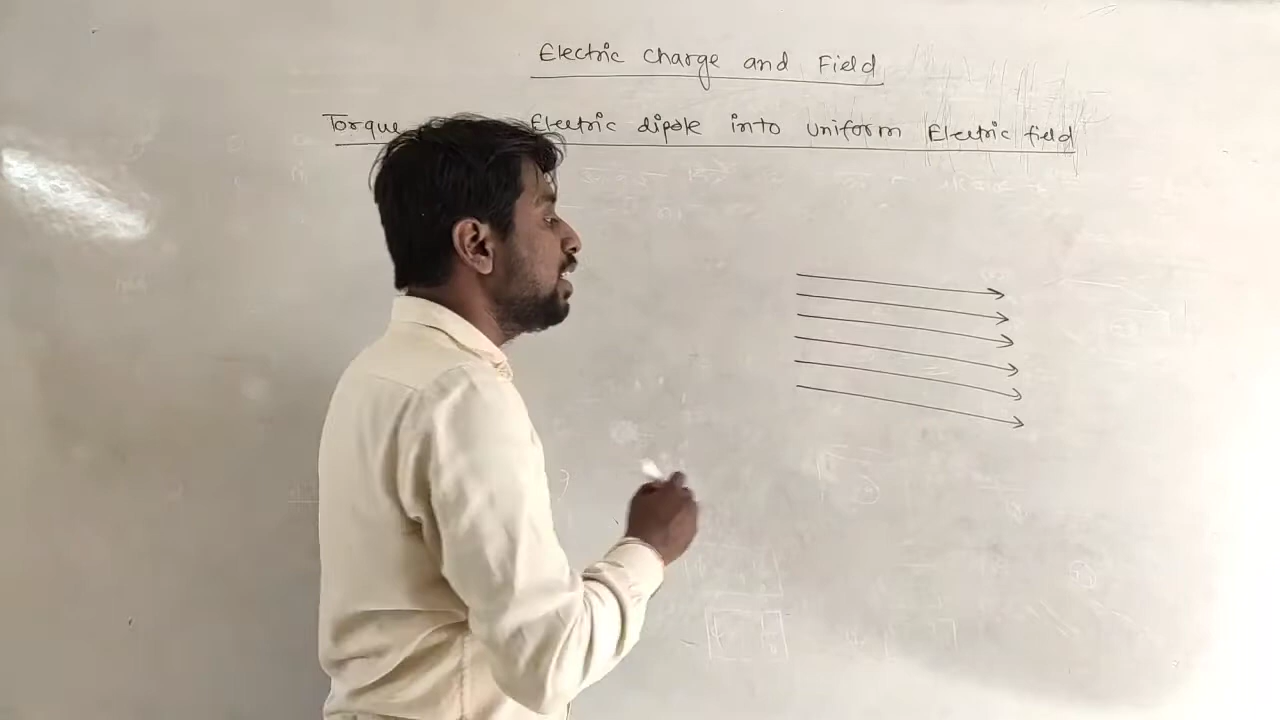 Electric Charge and Field
Torque Electric dipole into uniform Electric field